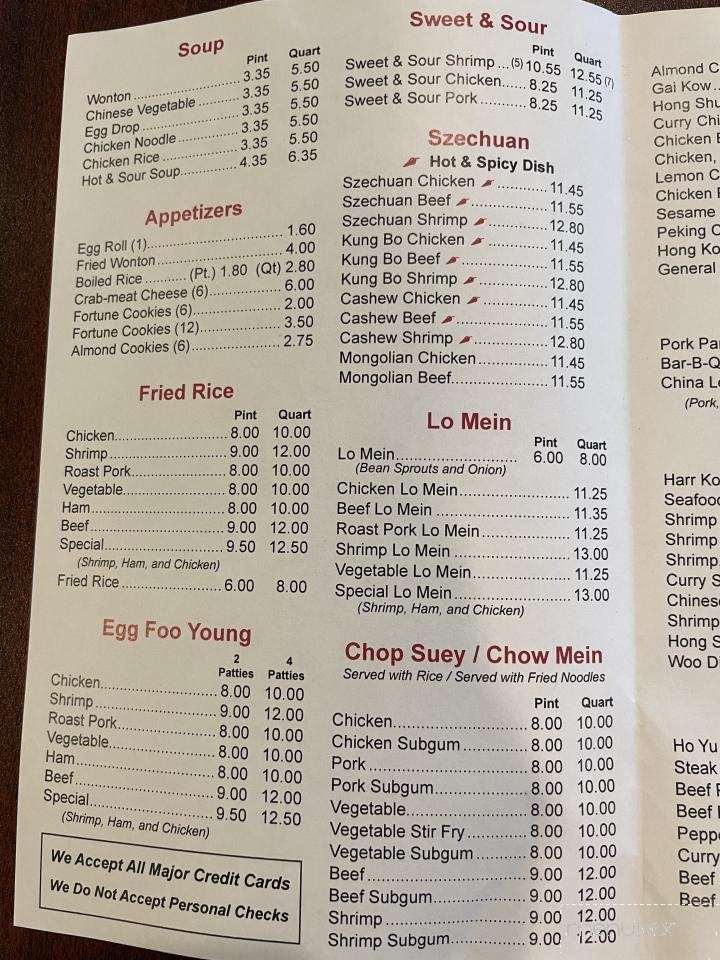 Soup
Pint Quart
Wonton 3.35 5.50
Chinese Vegetable 3.35 5.50
Egg Drop 3.35 5.50
Chicken Noodle 3.35 5.50
Chicken Rice 3.35 5.50
Hot & Sour Soup 4.35 6.35
Appetizers
Egg Roll (1) 1.60
Fried Wonton 4.00
Boiled Rice (Pt.) 1.80 (Qt) 2.80
Crab-meat Cheese (6) 6.00
Fortune Cookies (6) 2.00
Fortune Cookies (12) 3.50
Almond Cookies (6) 2.75
Fried Rice
Pint Quart
Chicken 8.00 10.00
Shrimp 9.00 12.00
Roast Pork 8.00 10.00
Vegetable 8.00 10.00
Ham 8.00 10.00
Beef 9.00 12.00
Special 9.50 12.50
(Shrimp, Ham, and Chicken)
Fried Rice 6.00 8.00
Egg Foo Young
2 Patties 4 Patties
Chicken 8.00 10.00
Shrimp 9.00 12.00
Roast Pork 8.00 10.00
Vegetable 8.00 10.00
Ham 8.00 10.00
Beef 9.00 12.00
Special 9.50 12.50
(Shrimp, Ham, and Chicken)
We Accept All Major Credit Cards
We Do Not Accept Personal Checks
Sweet & Sour
Pint Quart
Sweet & Sour Shrimp (5) 10.55 12.55 (7)
Sweet & Sour Chicken 8.25 11.25
Sweet & Sour Pork 8.25 11.25
Szechuan
Hot & Spicy Dish
Szechuan Chicken 11.45
Szechuan Beef 11.55
Szechuan Shrimp 12.80
Kung Bo Chicken 11.45
Kung Bo Beef 11.55
Kung Bo Shrimp 12.80
Cashew Chicken 11.45
Cashew Beef 11.55
Cashew Shrimp 12.80
Mongolian Chicken 11.45
Mongolian Beef 11.55
Lo Mein
Pint Quart
Lo Mein 6.00 8.00
(Bean Sprouts and Onion)
Chicken Lo Mein 11.25
Beef Lo Mein 11.35
Roast Pork Lo Mein 11.25
Shrimp Lo Mein 13.00
Vegetable Lo Mein 11.25
Special Lo Mein 13.00
(Shrimp, Ham, and Chicken)
Chop Suey / Chow Mein
Served with Rice / Served with Fried Noodles
Pint Quart
Chicken 8.00 10.00
Chicken Subgum 8.00 10.00
Pork 8.00 10.00
Pork Subgum 8.00 10.00
Vegetable 8.00 10.00
Vegetable Stir Fry 8.00 10.00
Vegetable Subgum 8.00 10.00
Beef 9.00 12.00
Beef Subgum 9.00 12.00
Shrimp 9.00 12.00
Shrimp Subgum 9.00 12.00
Almond
Gai Kow
Hong
Curry
Chicken
Chicken,
Lemon
Chicken
Sesame
Peking
Hong
General
Pork
Bar-B-Q
China
(Pork,
Seafood
Shrimp
Shrimp
Shrimp
Curry
Chinese
Shrimp
Hong
Woo
Ho Yu
Steak
Beef
Beef
Curry
Beef
Beef
menupix